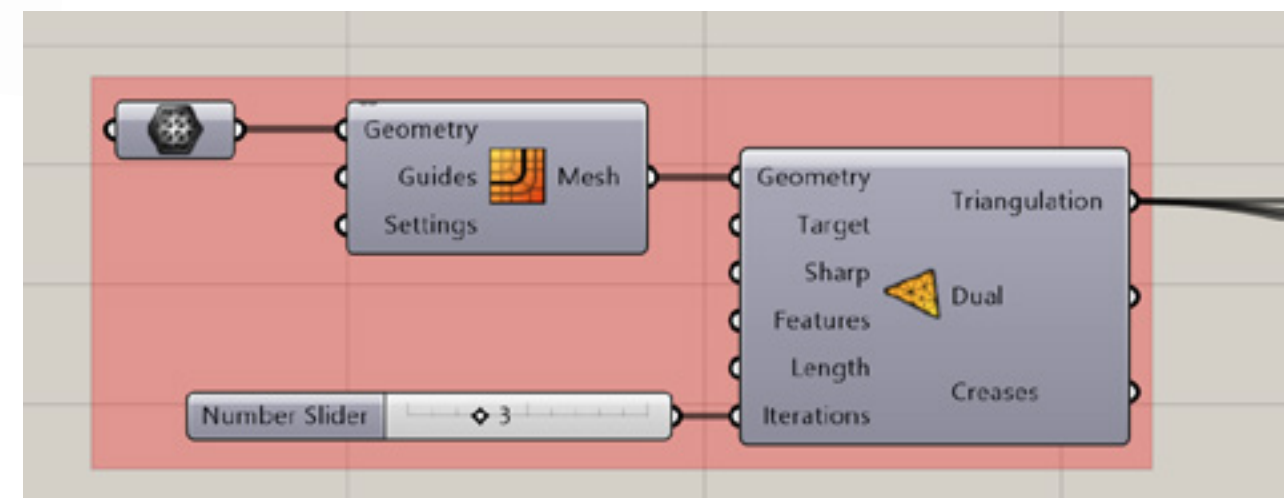 Geometry
Guides
Mesh
Settings
Geometry
Target
Sharp
Features
Length
Iterations
Triangulation
Dual
Creases
Number Slider
3